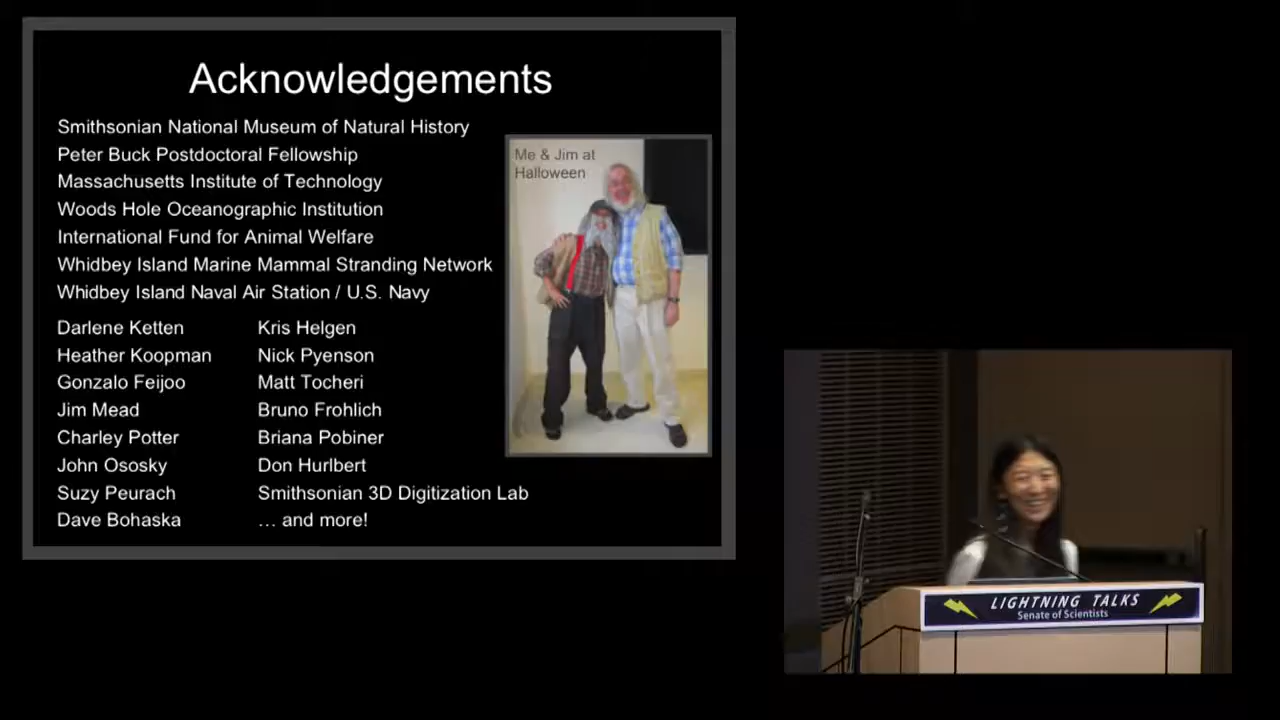 Acknowledgements
Smithsonian National Museum of Natural History
Peter Buck Postdoctoral Fellowship
Massachusetts Institute of Technology
Woods Hole Oceanographic Institution
International Fund for Animal Welfare
Whidbey Island Marine Mammal Stranding Network
Whidbey Island Naval Air Station / U.S. Navy
Darlene Ketten
Heather Koopman
Gonzalo Feijoo
Jim Mead
Charley Potter
John Ososky
Suzy Peurach
Dave Bohaska
Kris Helgen
Nick Pyenson
Matt Tocheri
Bruno Frohlich
Briana Pobiner
Don Hurlbert
Smithsonian 3D Digitization Lab
… and more!
Me & Jim at
Halloween
LIGHTNING TALKS
Senate of Scientists